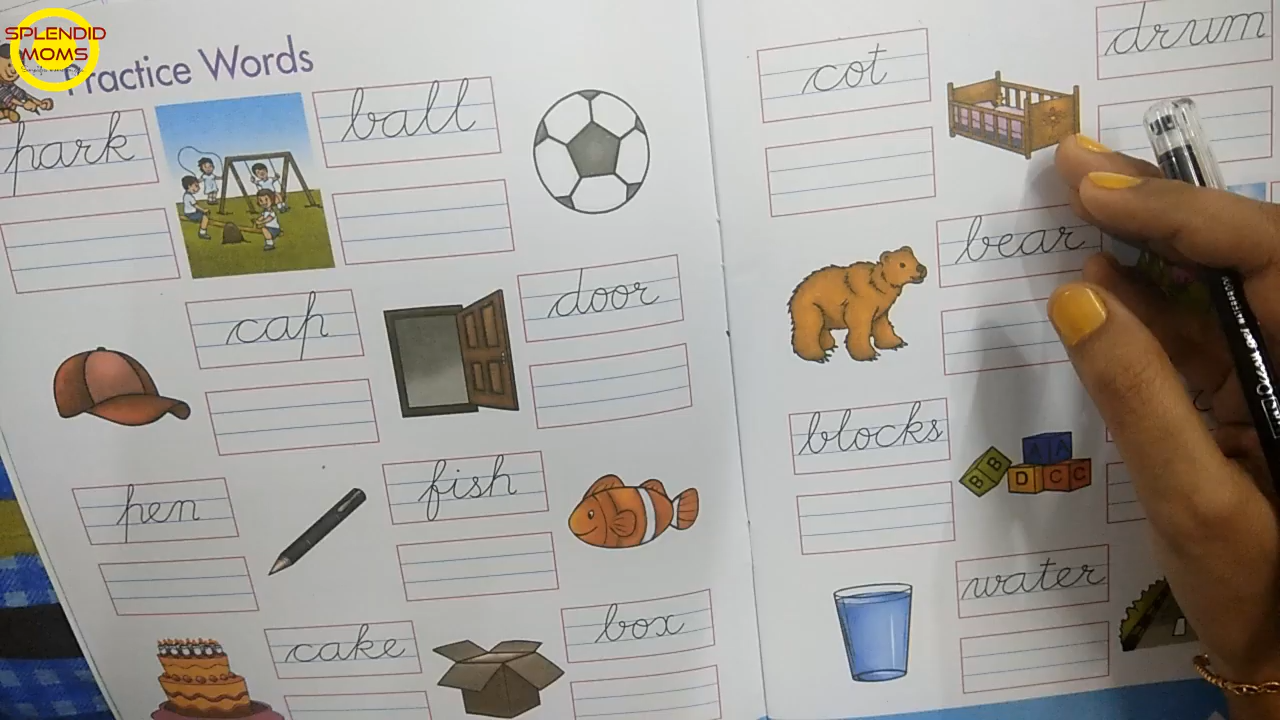 SPLENDID
MOMS
Practice Words
park
ball
cap
door
pen
fish
cake
box
cot
drum
bear
blocks
B B A A D C C
water